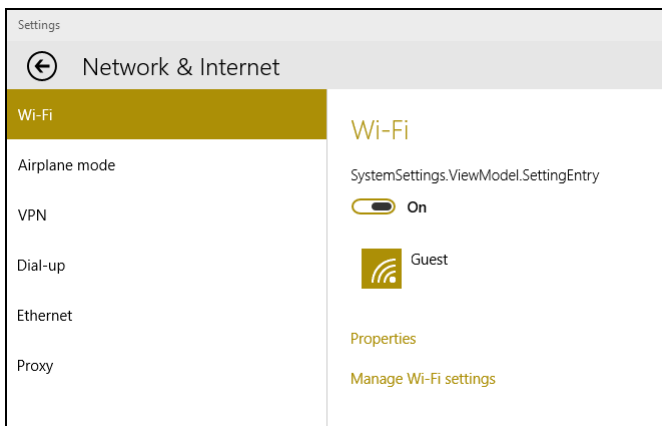 Settings
Network & Internet
Wi-Fi
Airplane mode
VPN
Dial-up
Ethernet
Proxy
Wi-Fi
SystemSettings.ViewModel.SettingEntry
On
Guest
Properties
Manage Wi-Fi settings